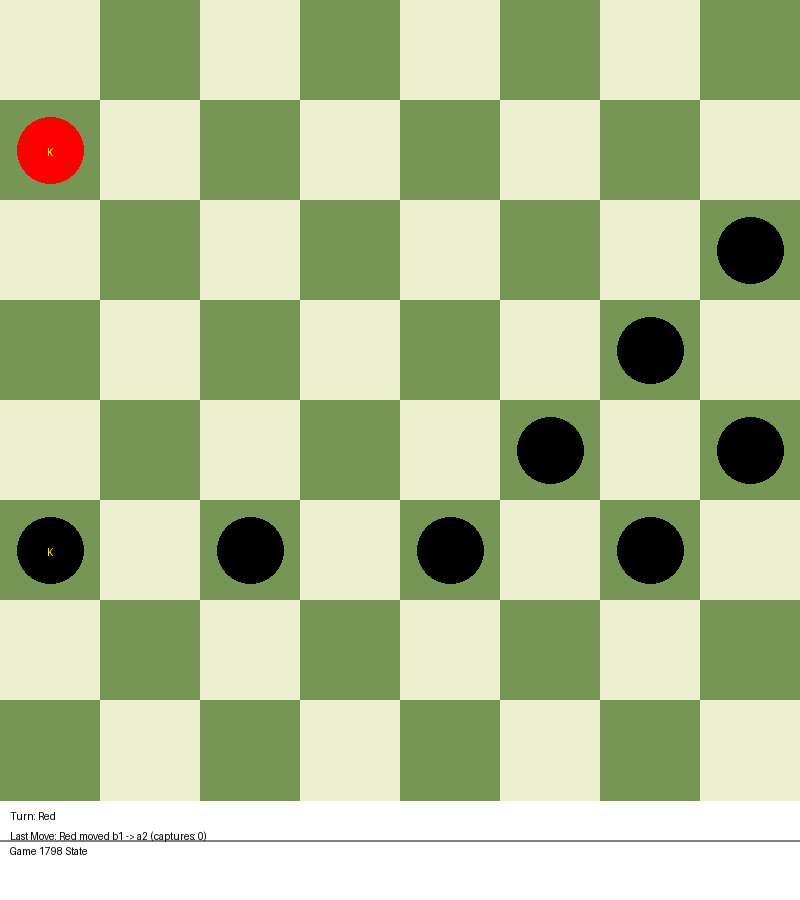 K
K
Turn: Red
Last Move: Red moved b1 -> a2 (captures: 0)
Game 1798 State